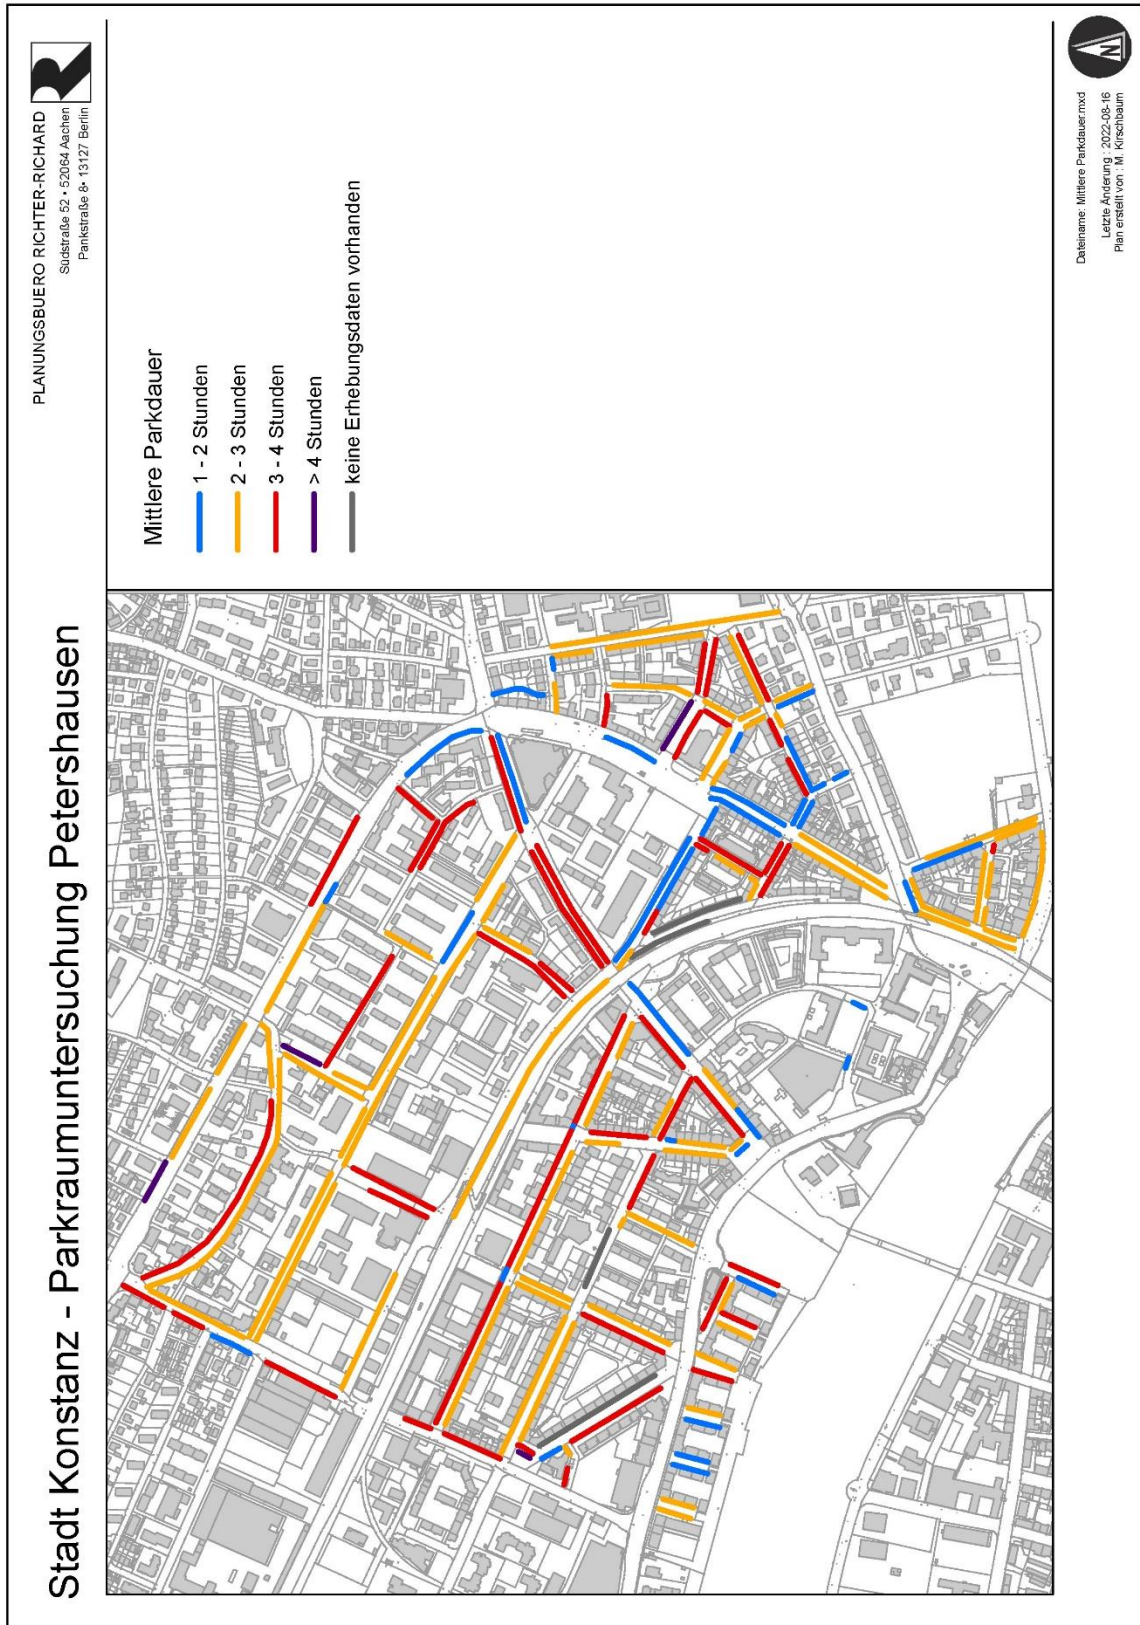 Stadt Konstanz - Parkraumuntersuchung Petershausen
PLANUNGSBUERO RICHTER-RICHARD
Südstraße 52 • 52064 Aachen
Pankstraße 8• 13127 Berlin
Mittlere Parkdauer
1 - 2 Stunden
2 - 3 Stunden
3 - 4 Stunden
> 4 Stunden
keine Erhebungsdaten vorhanden
N
Dateiname: Mittlere Parkdauer.mxd
Letzte Änderung : 2022-08-16
Plan erstellt von : M. Kirschbaum